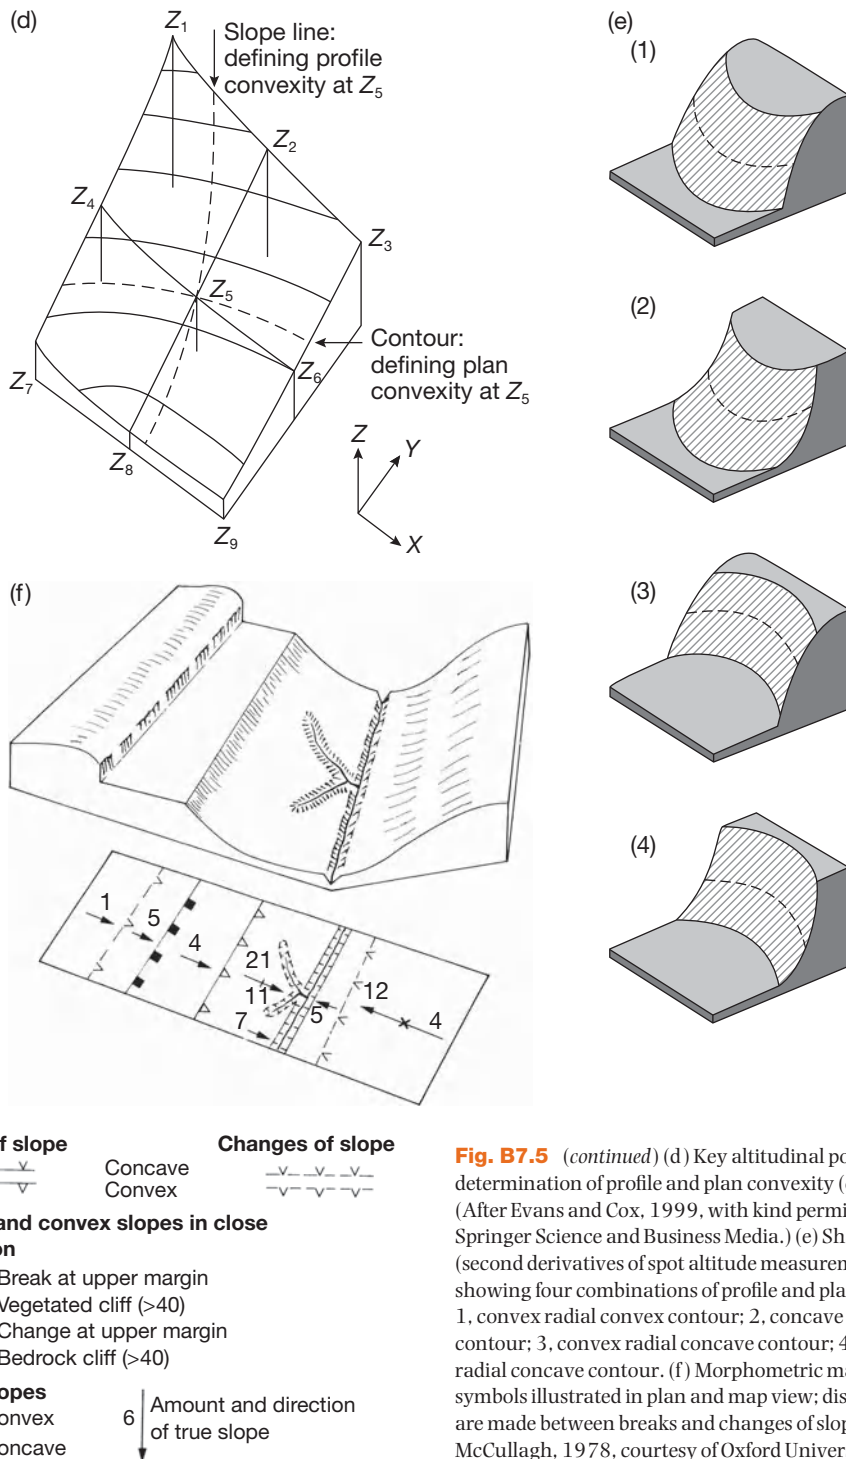 (d)
Z1
Slope line:
defining profile
convexity at Z5
Z2
Z4
Z3
Z5
Contour:
defining plan
convexity at Z5
Z6
Z7
Z8
Z9
Z
Y
X
(e)
(1)
(2)
(3)
(4)
(f)
1
5
4
21
11
7
5
12
4
f slope
Changes of slope
Concave
Convex
and convex slopes in close
on
Break at upper margin
Vegetated cliff (>40)
Change at upper margin
Bedrock cliff (>40)
opes
onvex
oncave
6
Amount and direction
of true slope
Fig. B7.5 (continued) (d) Key altitudinal po
determination of profile and plan convexity (
(After Evans and Cox, 1999, with kind permi
Springer Science and Business Media.) (e) Sh
(second derivatives of spot altitude measuremen
showing four combinations of profile and pla
1, convex radial convex contour; 2, concave
contour; 3, convex radial concave contour; 4
radial concave contour. (f) Morphometric ma
symbols illustrated in plan and map view; dis
are made between breaks and changes of slop
McCullagh, 1978, courtesy of Oxford Univer